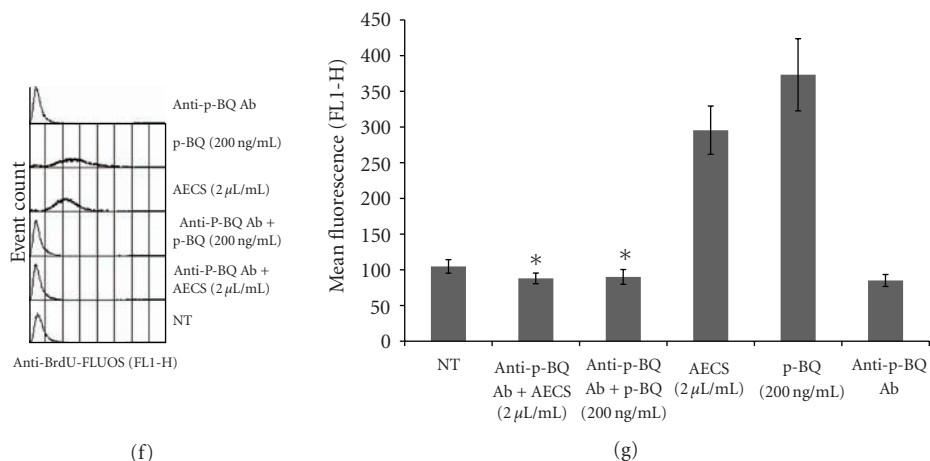 Event count
Anti-p-BQ Ab
p-BQ (200 ng/mL)
AECS (2 μL/mL)
Anti-P-BQ Ab +
p-BQ (200 ng/mL)
Anti-P-BQ Ab +
AECS (2 μL/mL)
NT
Anti-BrdU-FLUOS (FL1-H)
(f)
Mean fluorescence (FL1-H)
450
400
350
300
250
200
150
100
50
0
*
*
NT
Anti-p-BQ
Ab + AECS
(2 μL/mL)
Anti-p-BQ
Ab + p-BQ
(200 ng/mL)
AECS
(2 μL/mL)
p-BQ
(200 ng/mL)
Anti-p-BQ
Ab
(g)